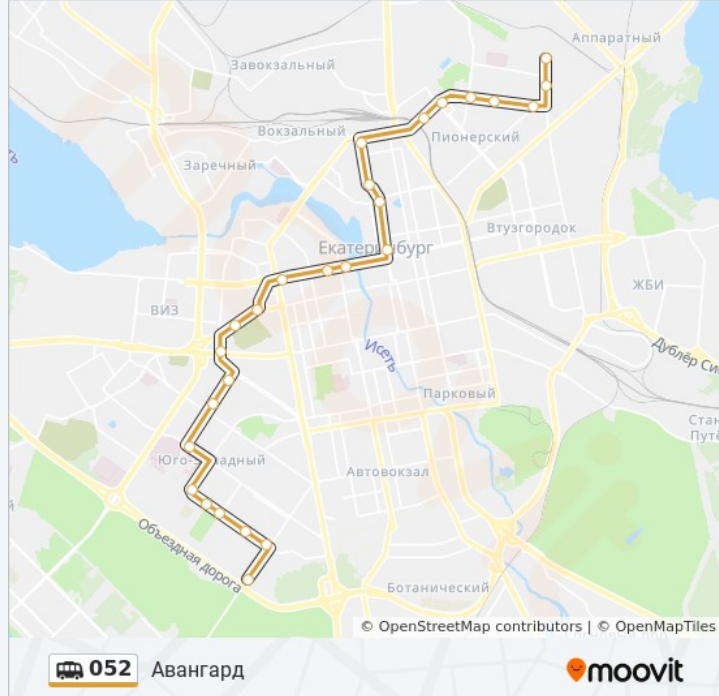 Аппаратный
Завокзальный
Вокзальный
Пионерский
Заречный
Втузгородок
Екатеринбург
ЖБИ
ВИЗ
Исеть
Дублёр Си
Парковый
Стан
Путё
Юго-Западный
Автовокзал
Объездная дорога
Ботанический
© OpenStreetMap contributors | © OpenMapTiles
052 Авангард
moovit